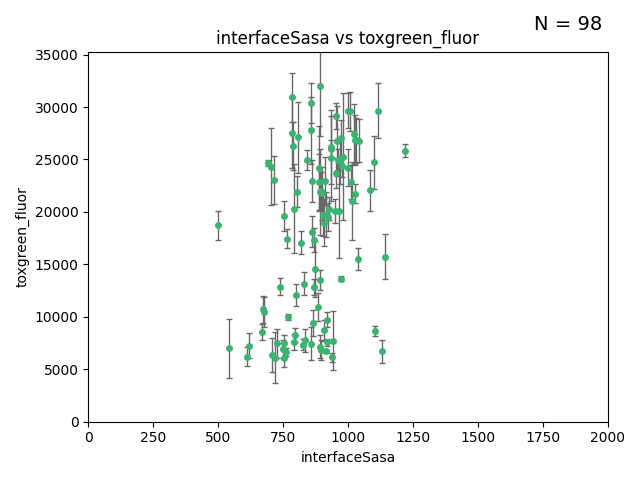 N = 98
interfaceSasa vs toxgreen_fluor
35000
30000
25000
20000
15000
10000
5000
0
toxgreen_fluor
0 250 500 750 1000 1250 1500 1750 2000
interfaceSasa